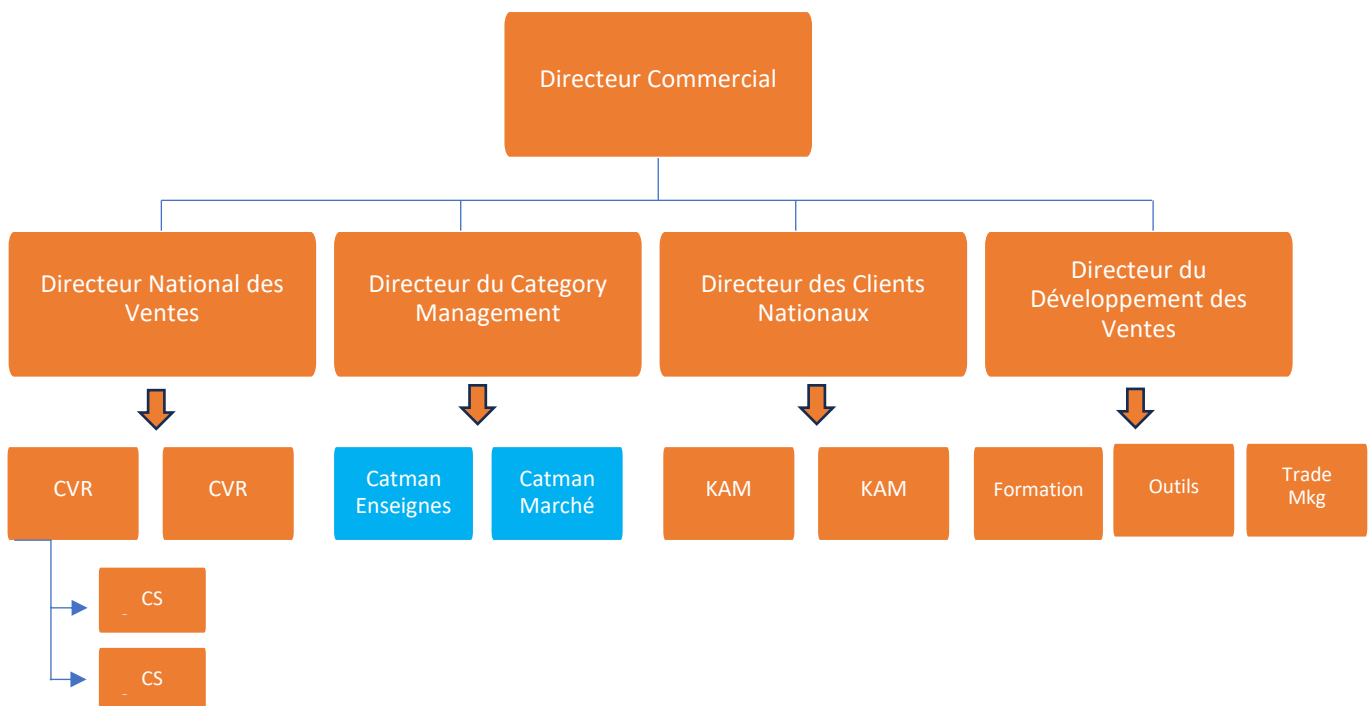 Directeur Commercial
Directeur National des
Ventes
Directeur du Category
Management
Directeur des Clients
Nationaux
Directeur du
Développement des
Ventes
CVR
CVR
Catman
Enseignes
Catman
Marché
KAM
KAM
Formation
Outils
Trade
Mkg
CS
CS